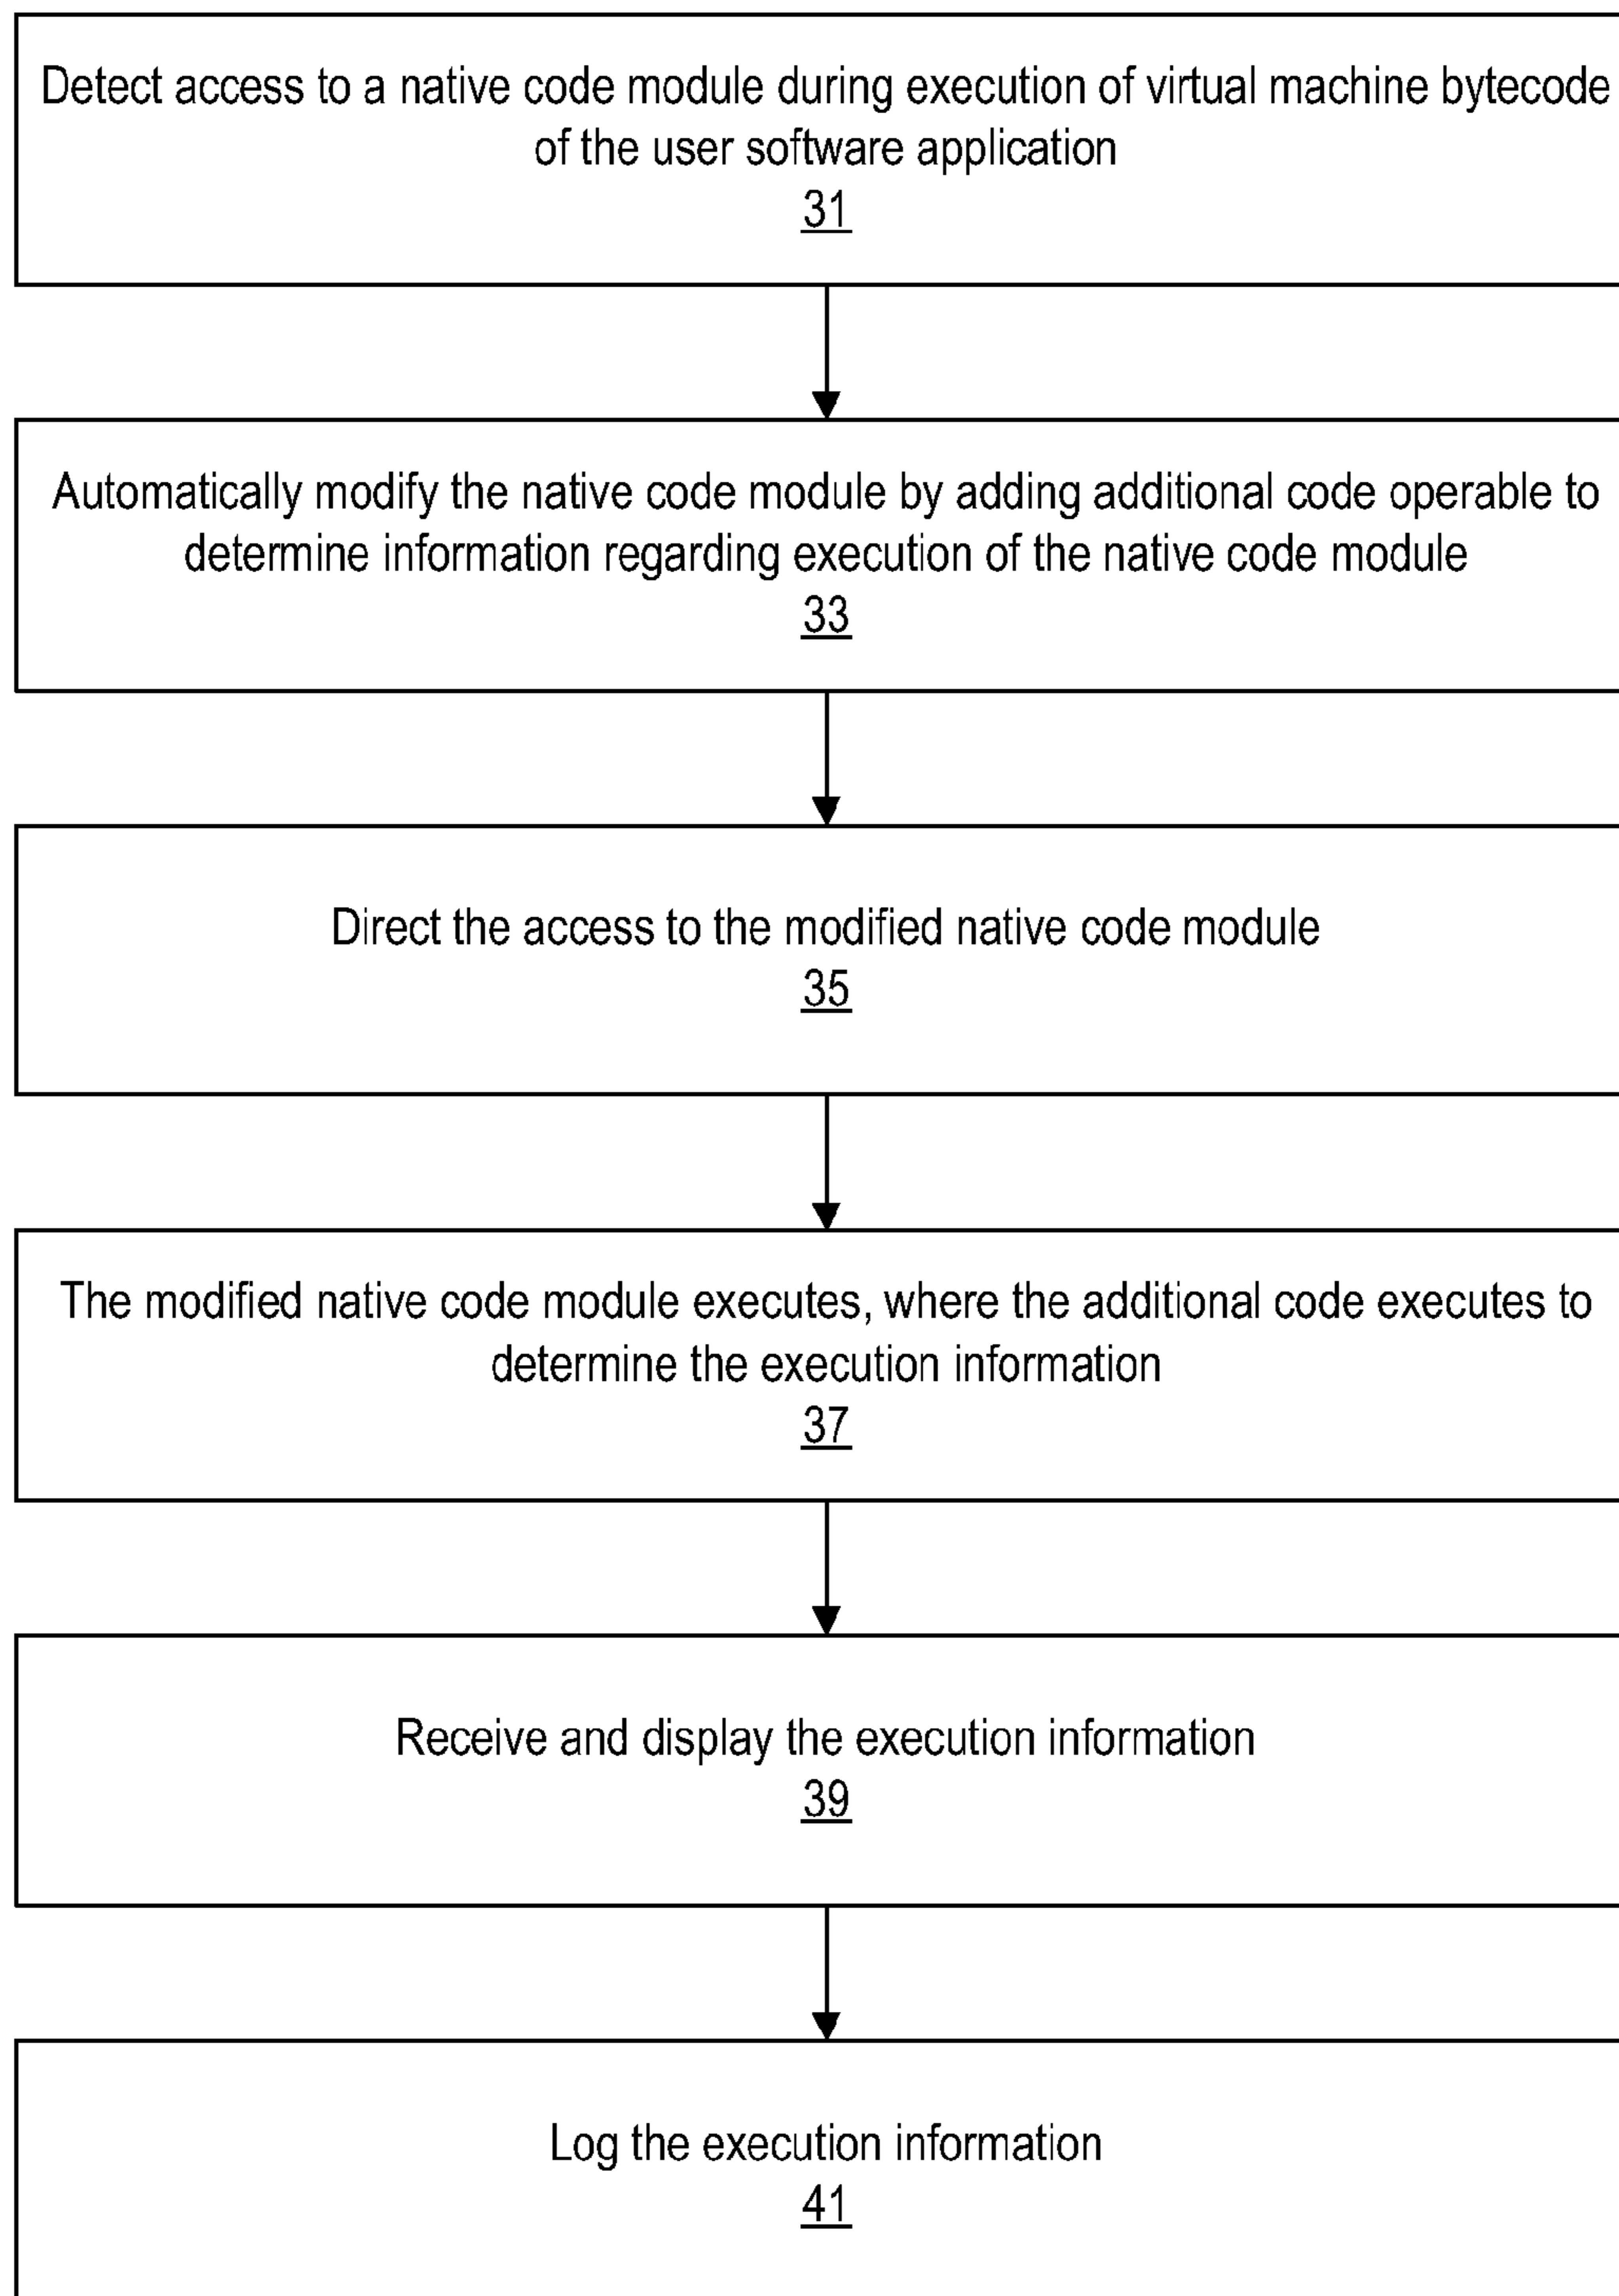 Detect access to a native code module during execution of virtual machine bytecode
of the user software application
31
Automatically modify the native code module by adding additional code operable to
determine information regarding execution of the native code module
33
Direct the access to the modified native code module
35
The modified native code module executes, where the additional code executes to
determine the execution information
37
Receive and display the execution information
39
Log the execution information
41